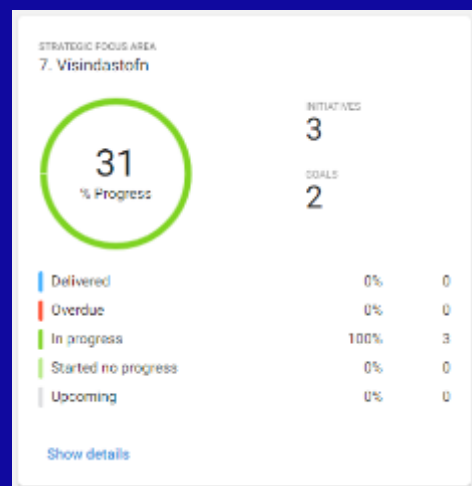 STRATEGIC FOCUS AREA
7. Vísindastofn
31
% Progress
INITIATIVES
3
GOALS
2
Delivered 0% 0
Overdue 0% 0
In progress 100% 3
Started no progress 0% 0
Upcoming 0% 0
Show details